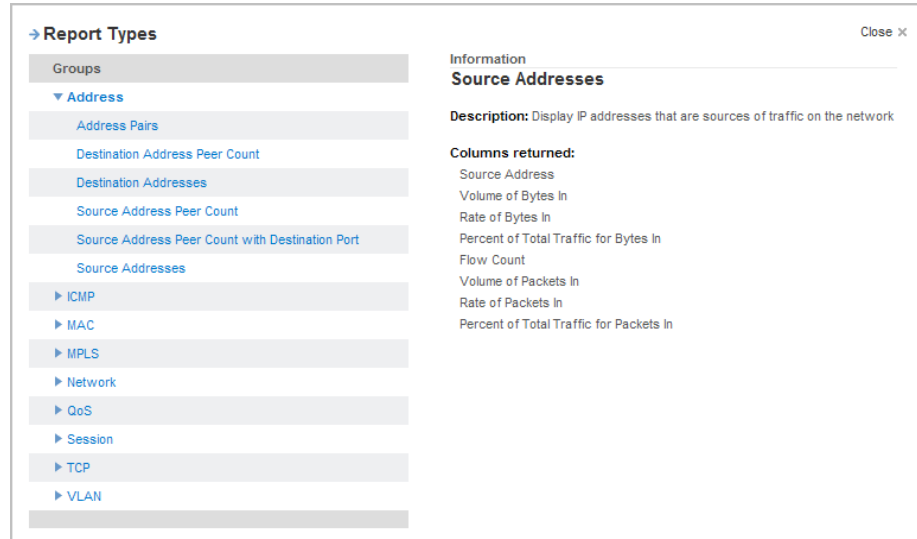 Report Types
Close
Groups
Address
Address Pairs
Destination Address Peer Count
Destination Addresses
Source Address Peer Count
Source Address Peer Count with Destination Port
Source Addresses
ICMP
MAC
MPLS
Network
QoS
Session
TCP
VLAN
Information
Source Addresses
Description: Display IP addresses that are sources of traffic on the network
Columns returned:
Source Address
Volume of Bytes In
Rate of Bytes In
Percent of Total Traffic for Bytes In
Flow Count
Volume of Packets In
Rate of Packets In
Percent of Total Traffic for Packets In